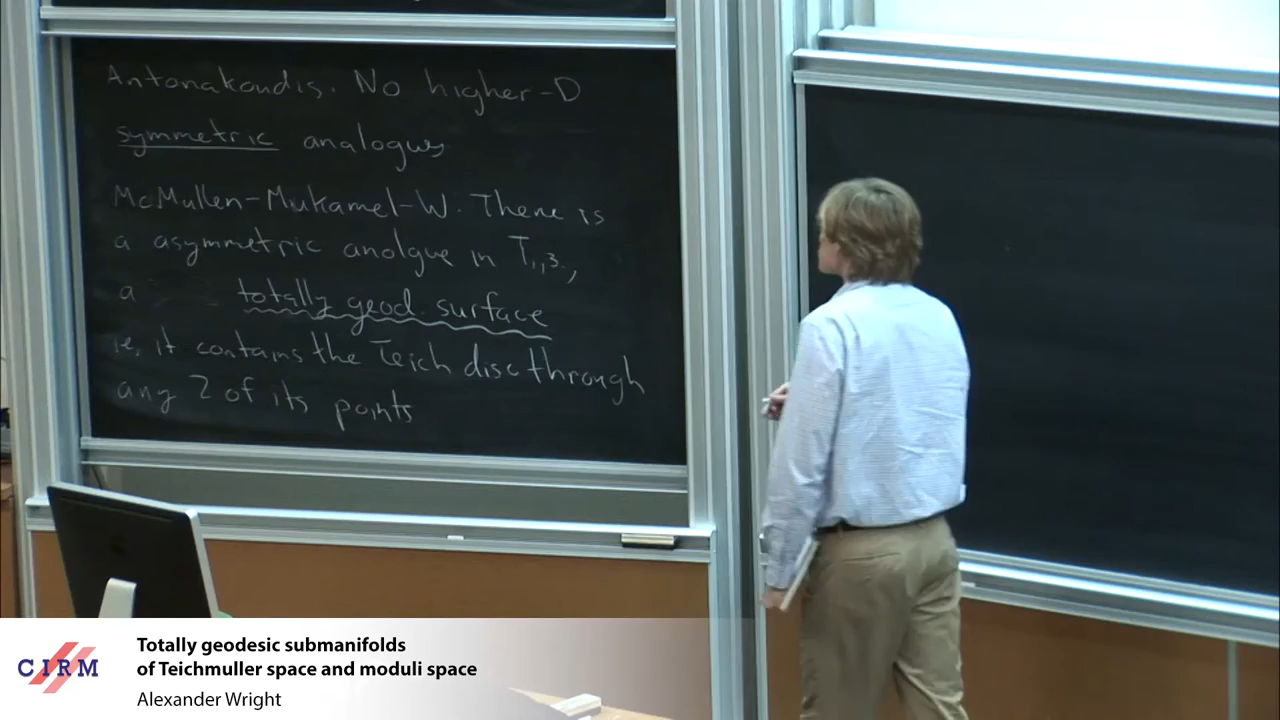 Antonakoudis. No higher-D
symmetric analogues
McMullen-Mukamel-W. There is
a asymmetric anolgue in T1,3,
a totally geod. surface
ie, it contains the Teich disc through
any 2 of its points
CIRM
Totally geodesic submanifolds
of Teichmuller space and moduli space
Alexander Wright